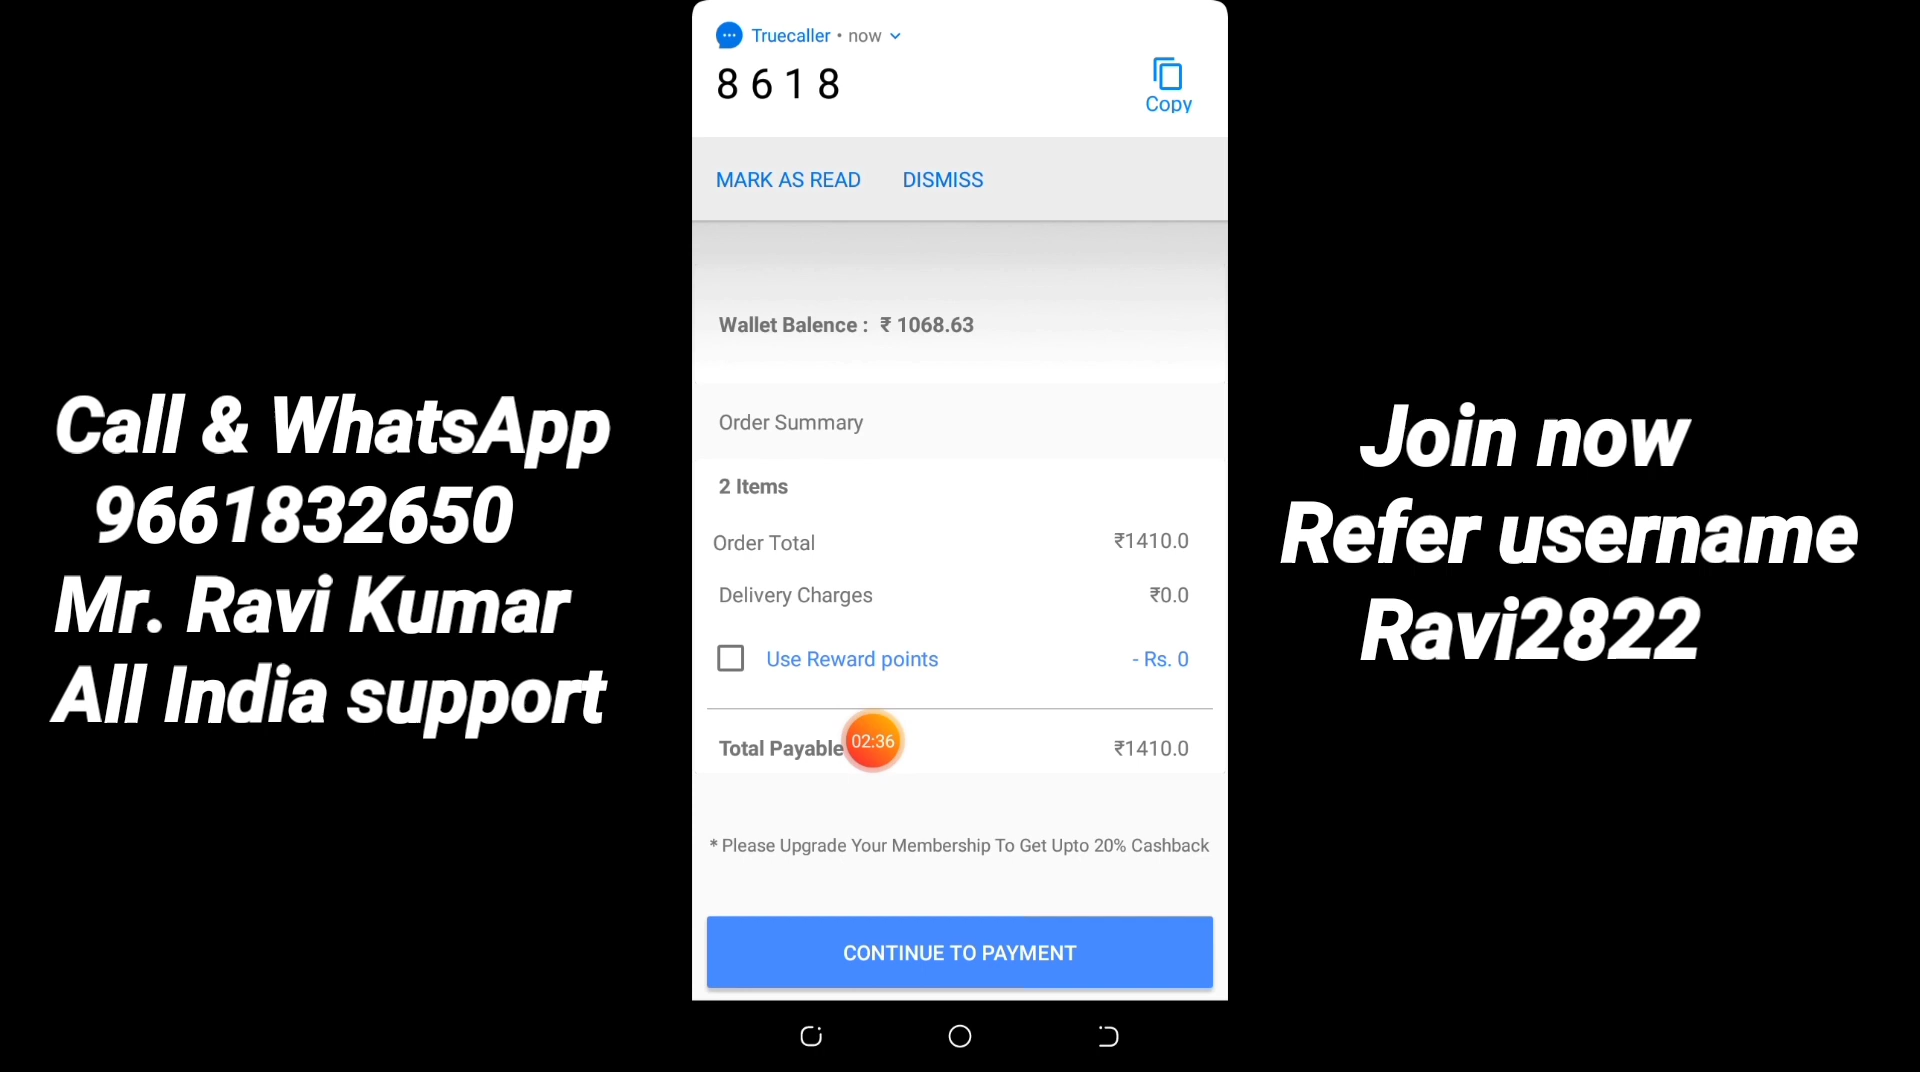 Truecaller • now
8 6 1 8
Copy
MARK AS READ DISMISS
Wallet Balence : ₹ 1068.63
Order Summary
2 Items
Order Total ₹1410.0
Delivery Charges ₹0.0
Use Reward points - Rs. 0
Total Payable ₹1410.0
02:36
* Please Upgrade Your Membership To Get Upto 20% Cashback
CONTINUE TO PAYMENT
Call & WhatsApp
9661832650
Mr. Ravi Kumar
All India support
Join now
Refer username
Ravi2822